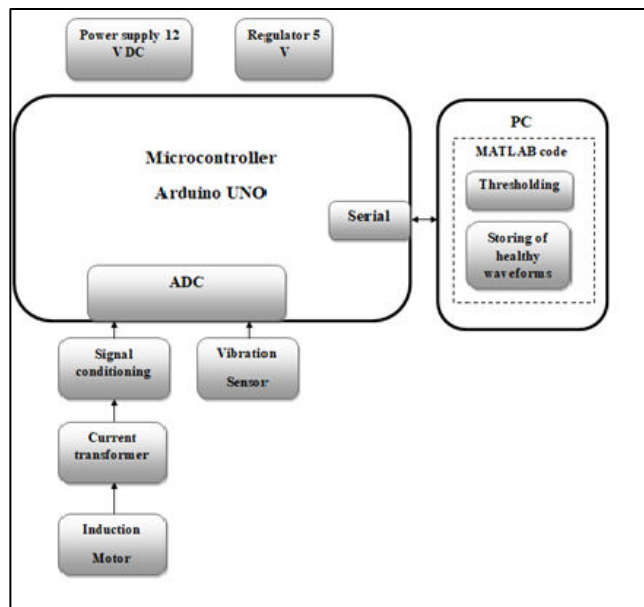 Power supply 12
V DC
Regulator 5
V
Microcontroller
Arduino UNO
Serial
ADC
PC
MATLAB code
Thresholding
Storing of
healthy
waveforms
Signal
conditioning
Vibration
Sensor
Current
transformer
Induction
Motor